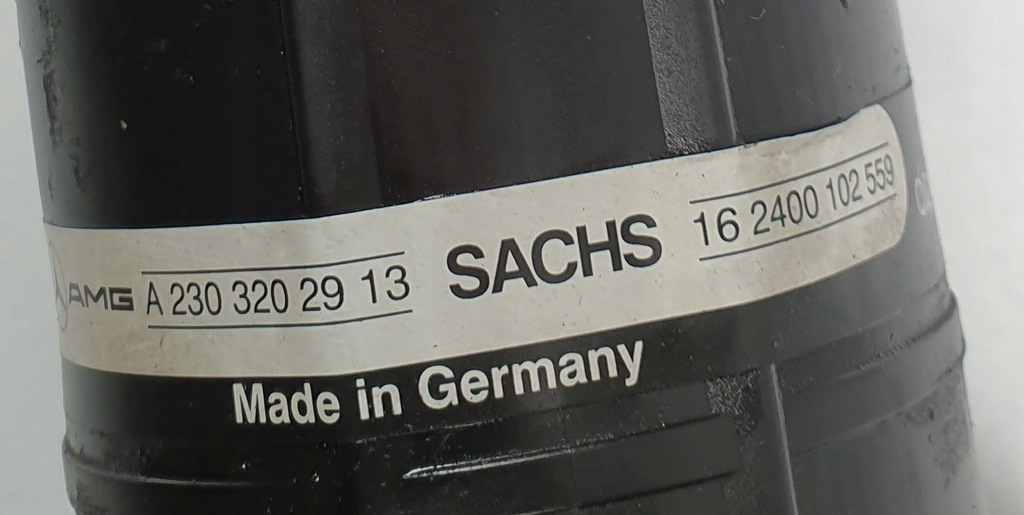 AMG A 230 320 29 13 SACHS 16 2400 102 559
Made in Germany